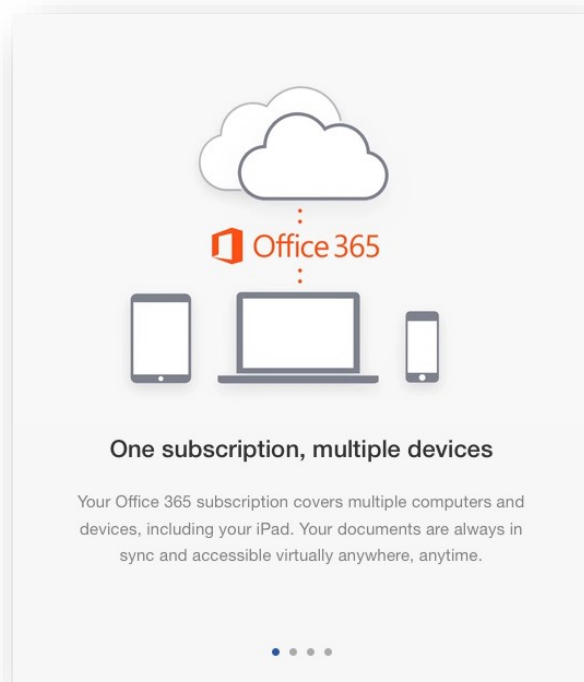 Office 365
One subscription, multiple devices
Your Office 365 subscription covers multiple computers and
devices, including your iPad. Your documents are always in
sync and accessible virtually anywhere, anytime.